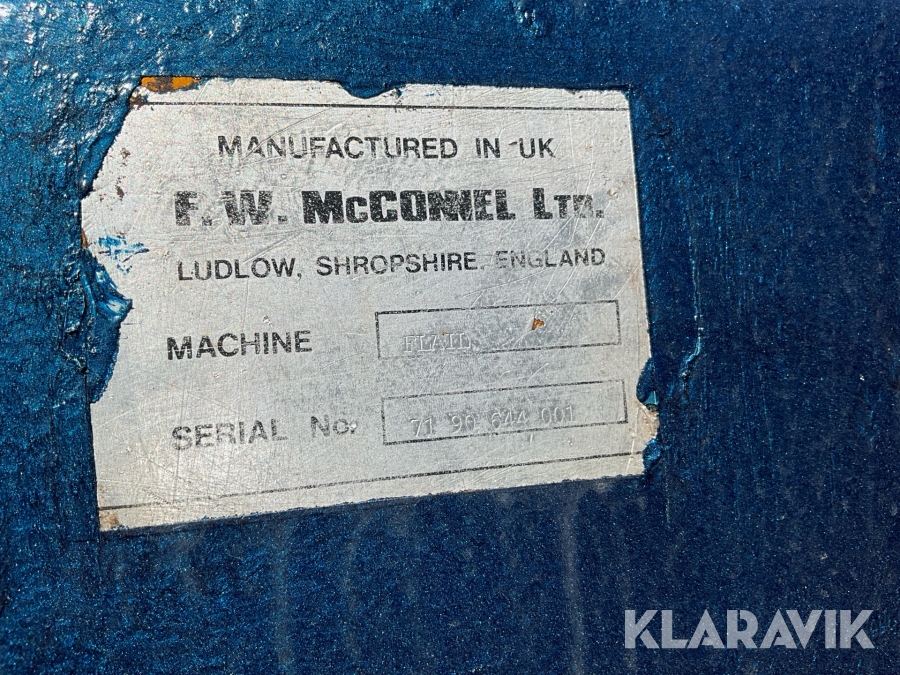 MANUFACTURED IN UK
F.W. McCONNEL LTD.
LUDLOW, SHROPSHIRE, ENGLAND
MACHINE FLAIL
SERIAL No. 71 90 644 001
KLARAVIK